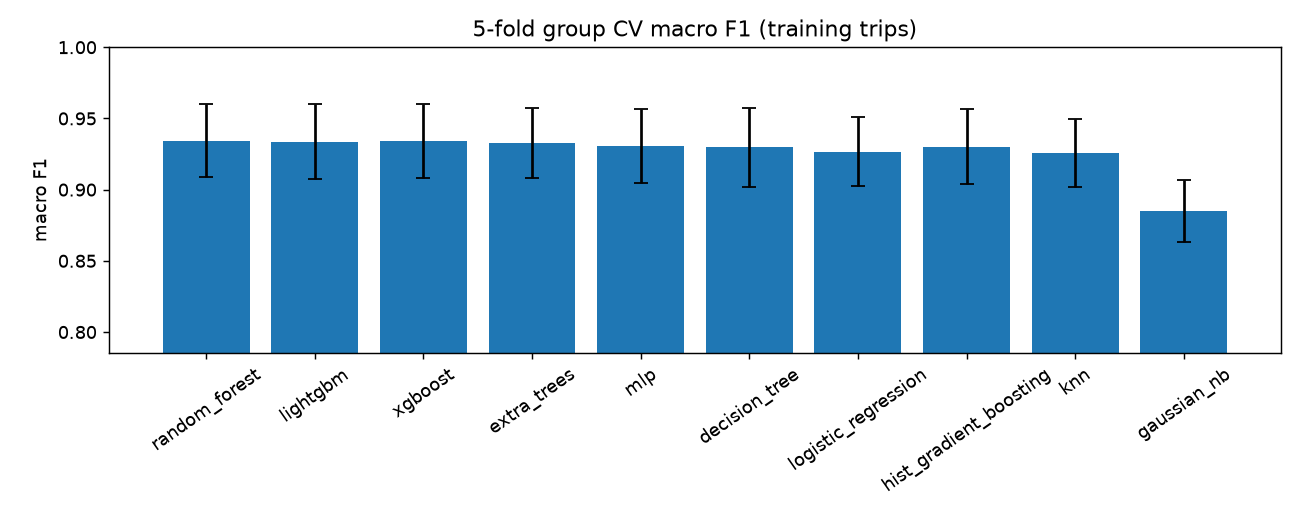 5-fold group CV macro F1 (training trips)
macro F1
1.00
0.95
0.90
0.85
0.80
random_forest
lightgbm
xgboost
extra_trees
mlp
decision_tree
logistic_regression
hist_gradient_boosting
knn
gaussian_nb